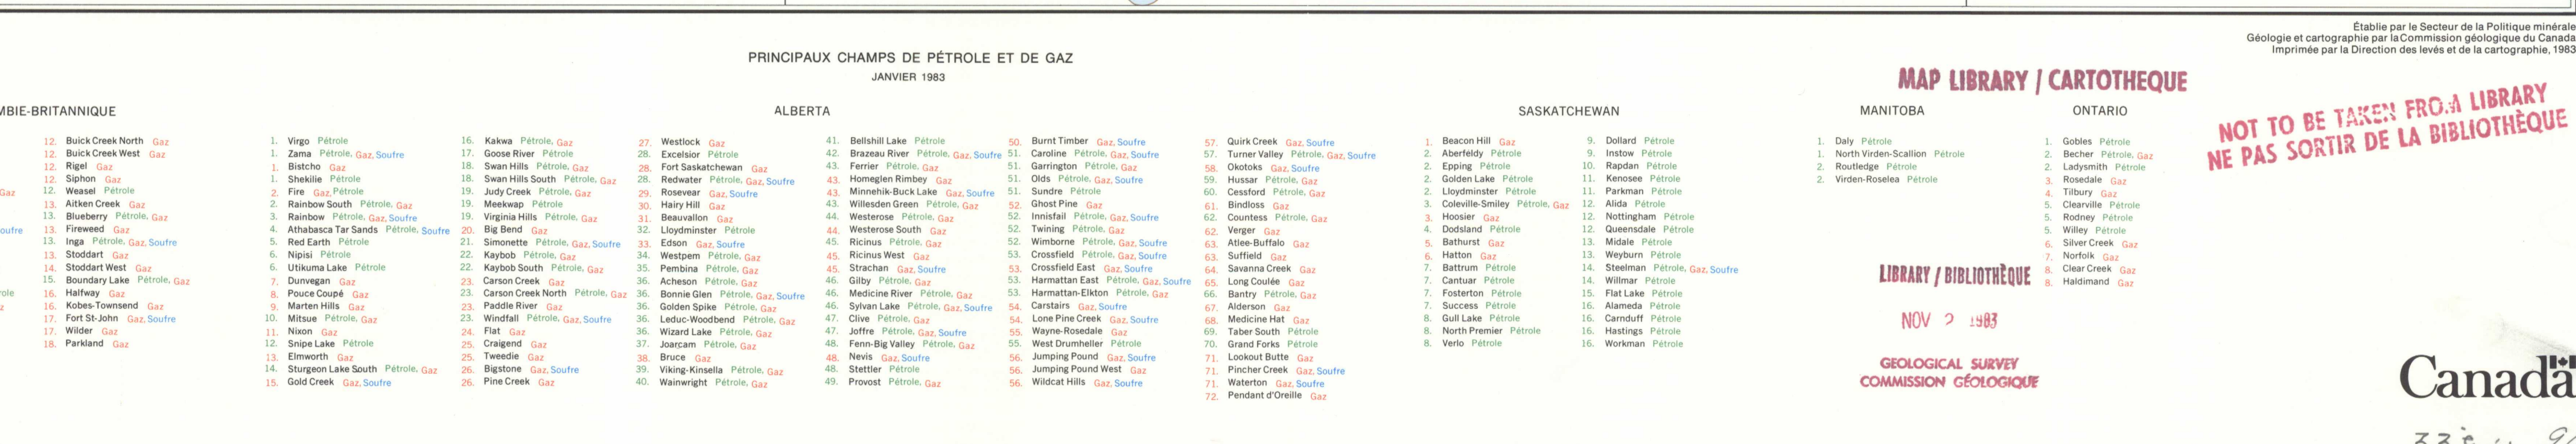 Établie par le Secteur de la Politique minérale
Géologie et cartographie par la Commission géologique du Canada
Imprimée par la Direction des levés et de la cartographie, 1983
PRINCIPAUX CHAMPS DE PÉTROLE ET DE GAZ
JANVIER 1983
MAP LIBRARY / CARTOTHEQUE
NOT TO BE TAKEN FROM LIBRARY
NE PAS SORTIR DE LA BIBLIOTHÈQUE
MBIE-BRITANNIQUE
Gaz
oufre
role
z
12. Buick Creek North Gaz
12. Buick Creek West Gaz
12. Rigel Gaz
12. Siphon Gaz
12. Weasel Pétrole
13. Aitken Creek Gaz
13. Blueberry Pétrole, Gaz
13. Fireweed Gaz
13. Inga Pétrole, Gaz, Soufre
13. Stoddart Gaz
14. Stoddart West Gaz
15. Boundary Lake Pétrole, Gaz
16. Halfway Gaz
16. Kobes-Townsend Gaz
17. Fort St-John Gaz, Soufre
17. Wilder Gaz
18. Parkland Gaz
ALBERTA
1. Virgo Pétrole
1. Zama Pétrole, Gaz, Soufre
1. Bistcho Gaz
1. Shekilie Pétrole
2. Fire Gaz, Pétrole
2. Rainbow South Pétrole, Gaz
3. Rainbow Pétrole, Gaz, Soufre
4. Athabasca Tar Sands Pétrole, Soufre
5. Red Earth Pétrole
6. Nipisi Pétrole
6. Utikuma Lake Pétrole
7. Dunvegan Gaz
8. Pouce Coupé Gaz
9. Marten Hills Gaz
10. Mitsue Pétrole, Gaz
11. Nixon Gaz
12. Snipe Lake Pétrole
13. Elmworth Gaz
14. Sturgeon Lake South Pétrole, Gaz
15. Gold Creek Gaz, Soufre
16. Kakwa Pétrole, Gaz
17. Goose River Pétrole
18. Swan Hills Pétrole, Gaz
18. Swan Hills South Pétrole, Gaz
19. Judy Creek Pétrole, Gaz
19. Meekwap Pétrole
19. Virginia Hills Pétrole, Gaz
20. Big Bend Gaz
21. Simonette Pétrole, Gaz, Soufre
22. Kaybob Pétrole, Gaz
22. Kaybob South Pétrole, Gaz
23. Carson Creek Gaz
23. Carson Creek North Pétrole, Gaz
23. Paddle River Gaz
23. Windfall Pétrole, Gaz, Soufre
24. Flat Gaz
25. Craigend Gaz
25. Tweedie Gaz
26. Bigstone Gaz, Soufre
26. Pine Creek Gaz
27. Westlock Gaz
28. Excelsior Pétrole
28. Fort Saskatchewan Gaz
28. Redwater Pétrole, Gaz, Soufre
29. Rosevear Gaz, Soufre
30. Hairy Hill Gaz
31. Beauvallon Gaz
32. Lloydminster Pétrole
33. Edson Gaz, Soufre
34. Westpem Pétrole, Gaz
35. Pembina Pétrole, Gaz
36. Acheson Pétrole, Gaz
36. Bonnie Glen Pétrole, Gaz, Soufre
36. Golden Spike Pétrole, Gaz
36. Leduc-Woodbend Pétrole, Gaz
36. Wizard Lake Pétrole, Gaz
37. Joarcam Pétrole, Gaz
38. Bruce Gaz
39. Viking-Kinsella Pétrole, Gaz
40. Wainwright Pétrole, Gaz
41. Bellshill Lake Pétrole
42. Brazeau River Pétrole, Gaz, Soufre
43. Ferrier Pétrole, Gaz
43. Homeglen Rimbey Gaz
43. Minnehik-Buck Lake Gaz, Soufre
43. Willesden Green Pétrole, Gaz
44. Westerose Pétrole, Gaz
44. Westerose South Gaz
45. Ricinus Pétrole, Gaz
45. Ricinus West Gaz
45. Strachan Gaz, Soufre
46. Gilby Pétrole, Gaz
46. Medicine River Pétrole, Gaz
46. Sylvan Lake Pétrole, Gaz, Soufre
47. Clive Pétrole, Gaz
47. Joffre Pétrole, Gaz, Soufre
48. Fenn-Big Valley Pétrole, Gaz
48. Nevis Gaz, Soufre
48. Stettler Pétrole
49. Provost Pétrole, Gaz
50. Burnt Timber Gaz, Soufre
51. Caroline Pétrole, Gaz, Soufre
51. Garrington Pétrole, Gaz
51. Olds Pétrole, Gaz, Soufre
51. Sundre Pétrole
52. Ghost Pine Gaz
52. Innisfail Pétrole, Gaz, Soufre
52. Twining Pétrole, Gaz
52. Wimborne Pétrole, Gaz, Soufre
53. Crossfield Pétrole, Gaz, Soufre
53. Crossfield East Gaz, Soufre
53. Harmattan East Pétrole, Gaz, Soufre
53. Harmattan-Elkton Pétrole, Gaz
54. Carstairs Gaz, Soufre
54. Lone Pine Creek Gaz, Soufre
55. Wayne-Rosedale Gaz
55. West Drumheller Pétrole
56. Jumping Pound Gaz, Soufre
56. Jumping Pound West Gaz
56. Wildcat Hills Gaz, Soufre
57. Quirk Creek Gaz, Soufre
57. Turner Valley Pétrole, Gaz, Soufre
58. Okotoks Gaz, Soufre
59. Hussar Pétrole, Gaz
60. Cessford Pétrole, Gaz
61. Bindloss Gaz
62. Countess Pétrole, Gaz
62. Verger Gaz
63. Atlee-Buffalo Gaz
63. Suffield Gaz
64. Savanna Creek Gaz
65. Long Coulée Gaz
66. Bantry Pétrole, Gaz
67. Alderson Gaz
68. Medicine Hat Gaz
69. Taber South Pétrole
70. Grand Forks Pétrole
71. Lookout Butte Gaz
71. Pincher Creek Gaz, Soufre
71. Waterton Gaz, Soufre
72. Pendant d'Oreille Gaz
SASKATCHEWAN
1. Beacon Hill Gaz
2. Aberfeldy Pétrole
2. Epping Pétrole
2. Golden Lake Pétrole
2. Lloydminster Pétrole
3. Coleville-Smiley Pétrole, Gaz
3. Hoosier Gaz
4. Dodsland Pétrole
5. Bathurst Gaz
6. Hatton Gaz
7. Battrum Pétrole
7. Cantuar Pétrole
7. Fosterton Pétrole
7. Success Pétrole
8. Gull Lake Pétrole
8. North Premier Pétrole
8. Verlo Pétrole
9. Dollard Pétrole
9. Instow Pétrole
10. Rapdan Pétrole
11. Kenosee Pétrole
11. Parkman Pétrole
12. Alida Pétrole
12. Nottingham Pétrole
12. Queensdale Pétrole
13. Midale Pétrole
13. Weyburn Pétrole
14. Steelman Pétrole, Gaz, Soufre
14. Willmar Pétrole
15. Flat Lake Pétrole
16. Alameda Pétrole
16. Carnduff Pétrole
16. Hastings Pétrole
16. Workman Pétrole
MANITOBA
1. Daly Pétrole
1. North Virden-Scallion Pétrole
2. Routledge Pétrole
2. Virden-Roselea Pétrole
ONTARIO
1. Gobles Pétrole
2. Becher Pétrole, Gaz
2. Ladysmith Pétrole
3. Rosedale Gaz
4. Tilbury Gaz
5. Clearville Pétrole
5. Rodney Pétrole
5. Willey Pétrole
6. Silver Creek Gaz
7. Norfolk Gaz
8. Clear Creek Gaz
8. Haldimand Gaz
LIBRARY / BIBLIOTHÈQUE
NOV 2 1983
GEOLOGICAL SURVEY
COMMISSION GÉOLOGIQUE
Canada